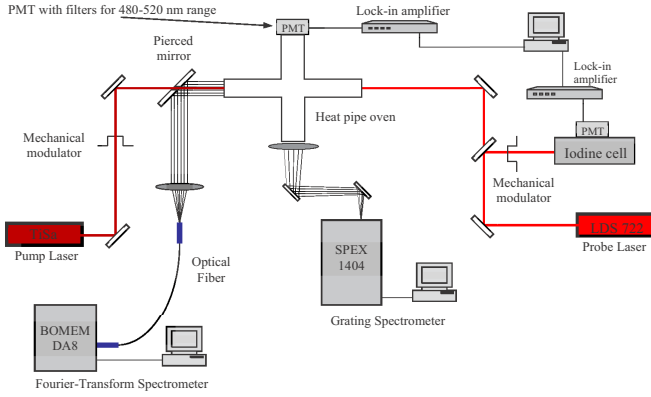 PMT with filters for 480-520 nm range
Lock-in amplifier
PMT
Pierced
mirror
Lock-in
amplifier
Heat pipe oven
PMT
Mechanical
modulator
Iodine cell
Mechanical
modulator
LDS 722
Pump Laser
Optical
Fiber
SPEX
1404
Probe Laser
Grating Spectrometer
BOMEM
DA8
Fourier-Transform Spectrometer